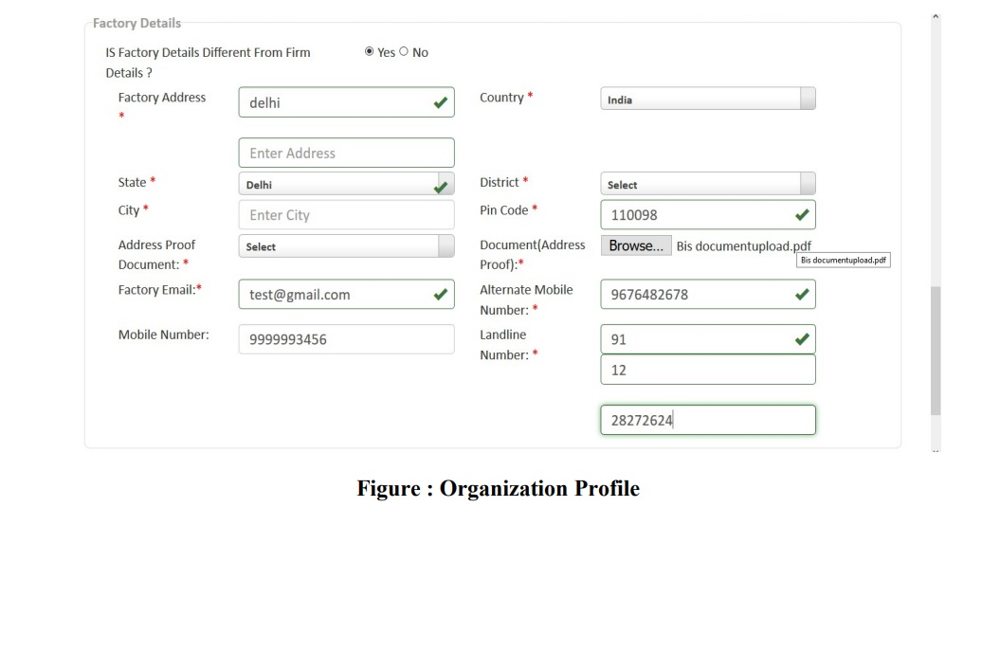 Factory Details
IS Factory Details Different From Firm
Details ?
Yes No
Factory Address
*
delhi
Country *
India
Enter Address
State *
Delhi
District *
Select
City *
Enter City
Pin Code *
110098
Address Proof
Document: *
Select
Document(Address
Proof):*
Browse... Bis documentupload.pdf
Bis documentupload.pdf
Factory Email:*
test@gmail.com
Alternate Mobile
Number: *
9676482678
Mobile Number:
9999993456
Landline
Number: *
91
12
28272624
Figure : Organization Profile